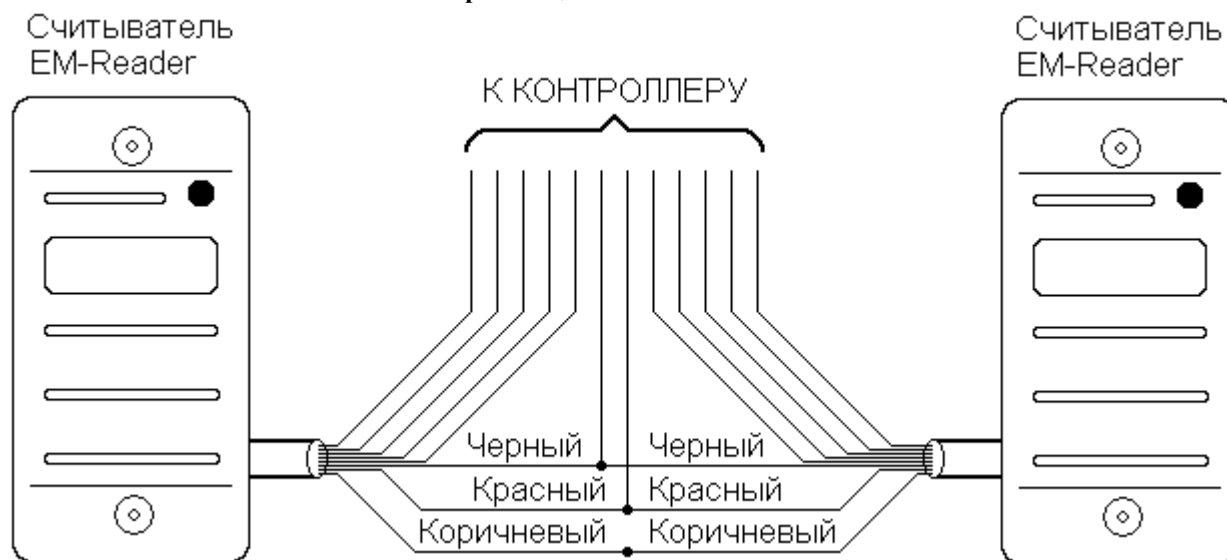 Считыватель
EM-Reader
Считыватель
EM-Reader
К КОНТРОЛЛЕРУ
Черный Черный
Красный Красный
Коричневый Коричневый